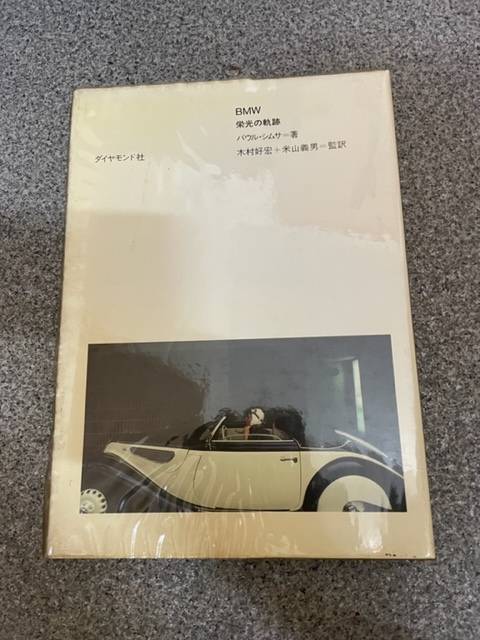 BMW
栄光の軌跡
パウル・シムサ=著
木村好宏+米山義男=監訳
ダイヤモンド社